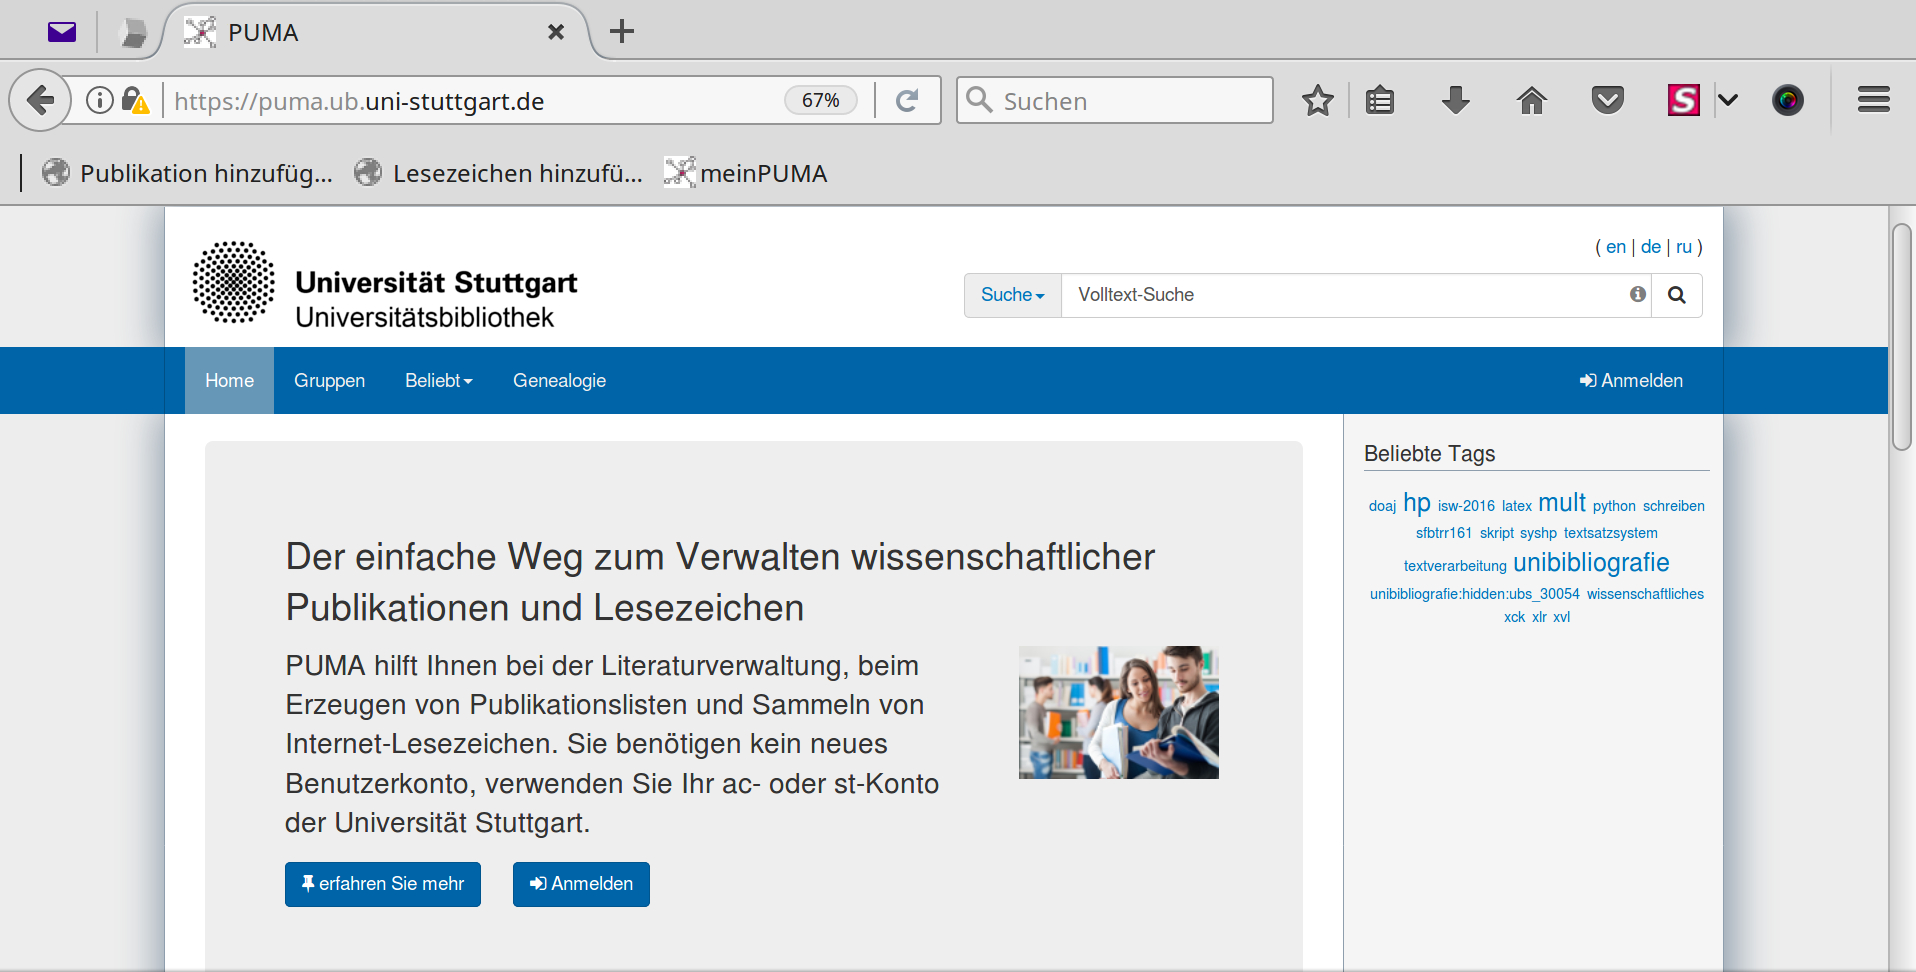 PUMA
https://puma.ub.uni-stuttgart.de
67%
Suchen
Publikation hinzufüg...
Lesezeichen hinzufü...
meinPUMA
( en | de | ru )
Universität Stuttgart
Universitätsbibliothek
Suche
Volltext-Suche
Home
Gruppen
Beliebt
Genealogie
Anmelden
Der einfache Weg zum Verwalten wissenschaftlicher
Publikationen und Lesezeichen
PUMA hilft Ihnen bei der Literaturverwaltung, beim
Erzeugen von Publikationslisten und Sammeln von
Internet-Lesezeichen. Sie benötigen kein neues
Benutzerkonto, verwenden Sie Ihr ac- oder st-Konto
der Universität Stuttgart.
erfahren Sie mehr
Anmelden
Beliebte Tags
doaj hp isw-2016 latex mult python schreiben
sfbtrr161 skript syshp textsatzsystem
textverarbeitung unibibliografie
unibibliografie:hidden:ubs_30054 wissenschaftliches
xck xlr xvl